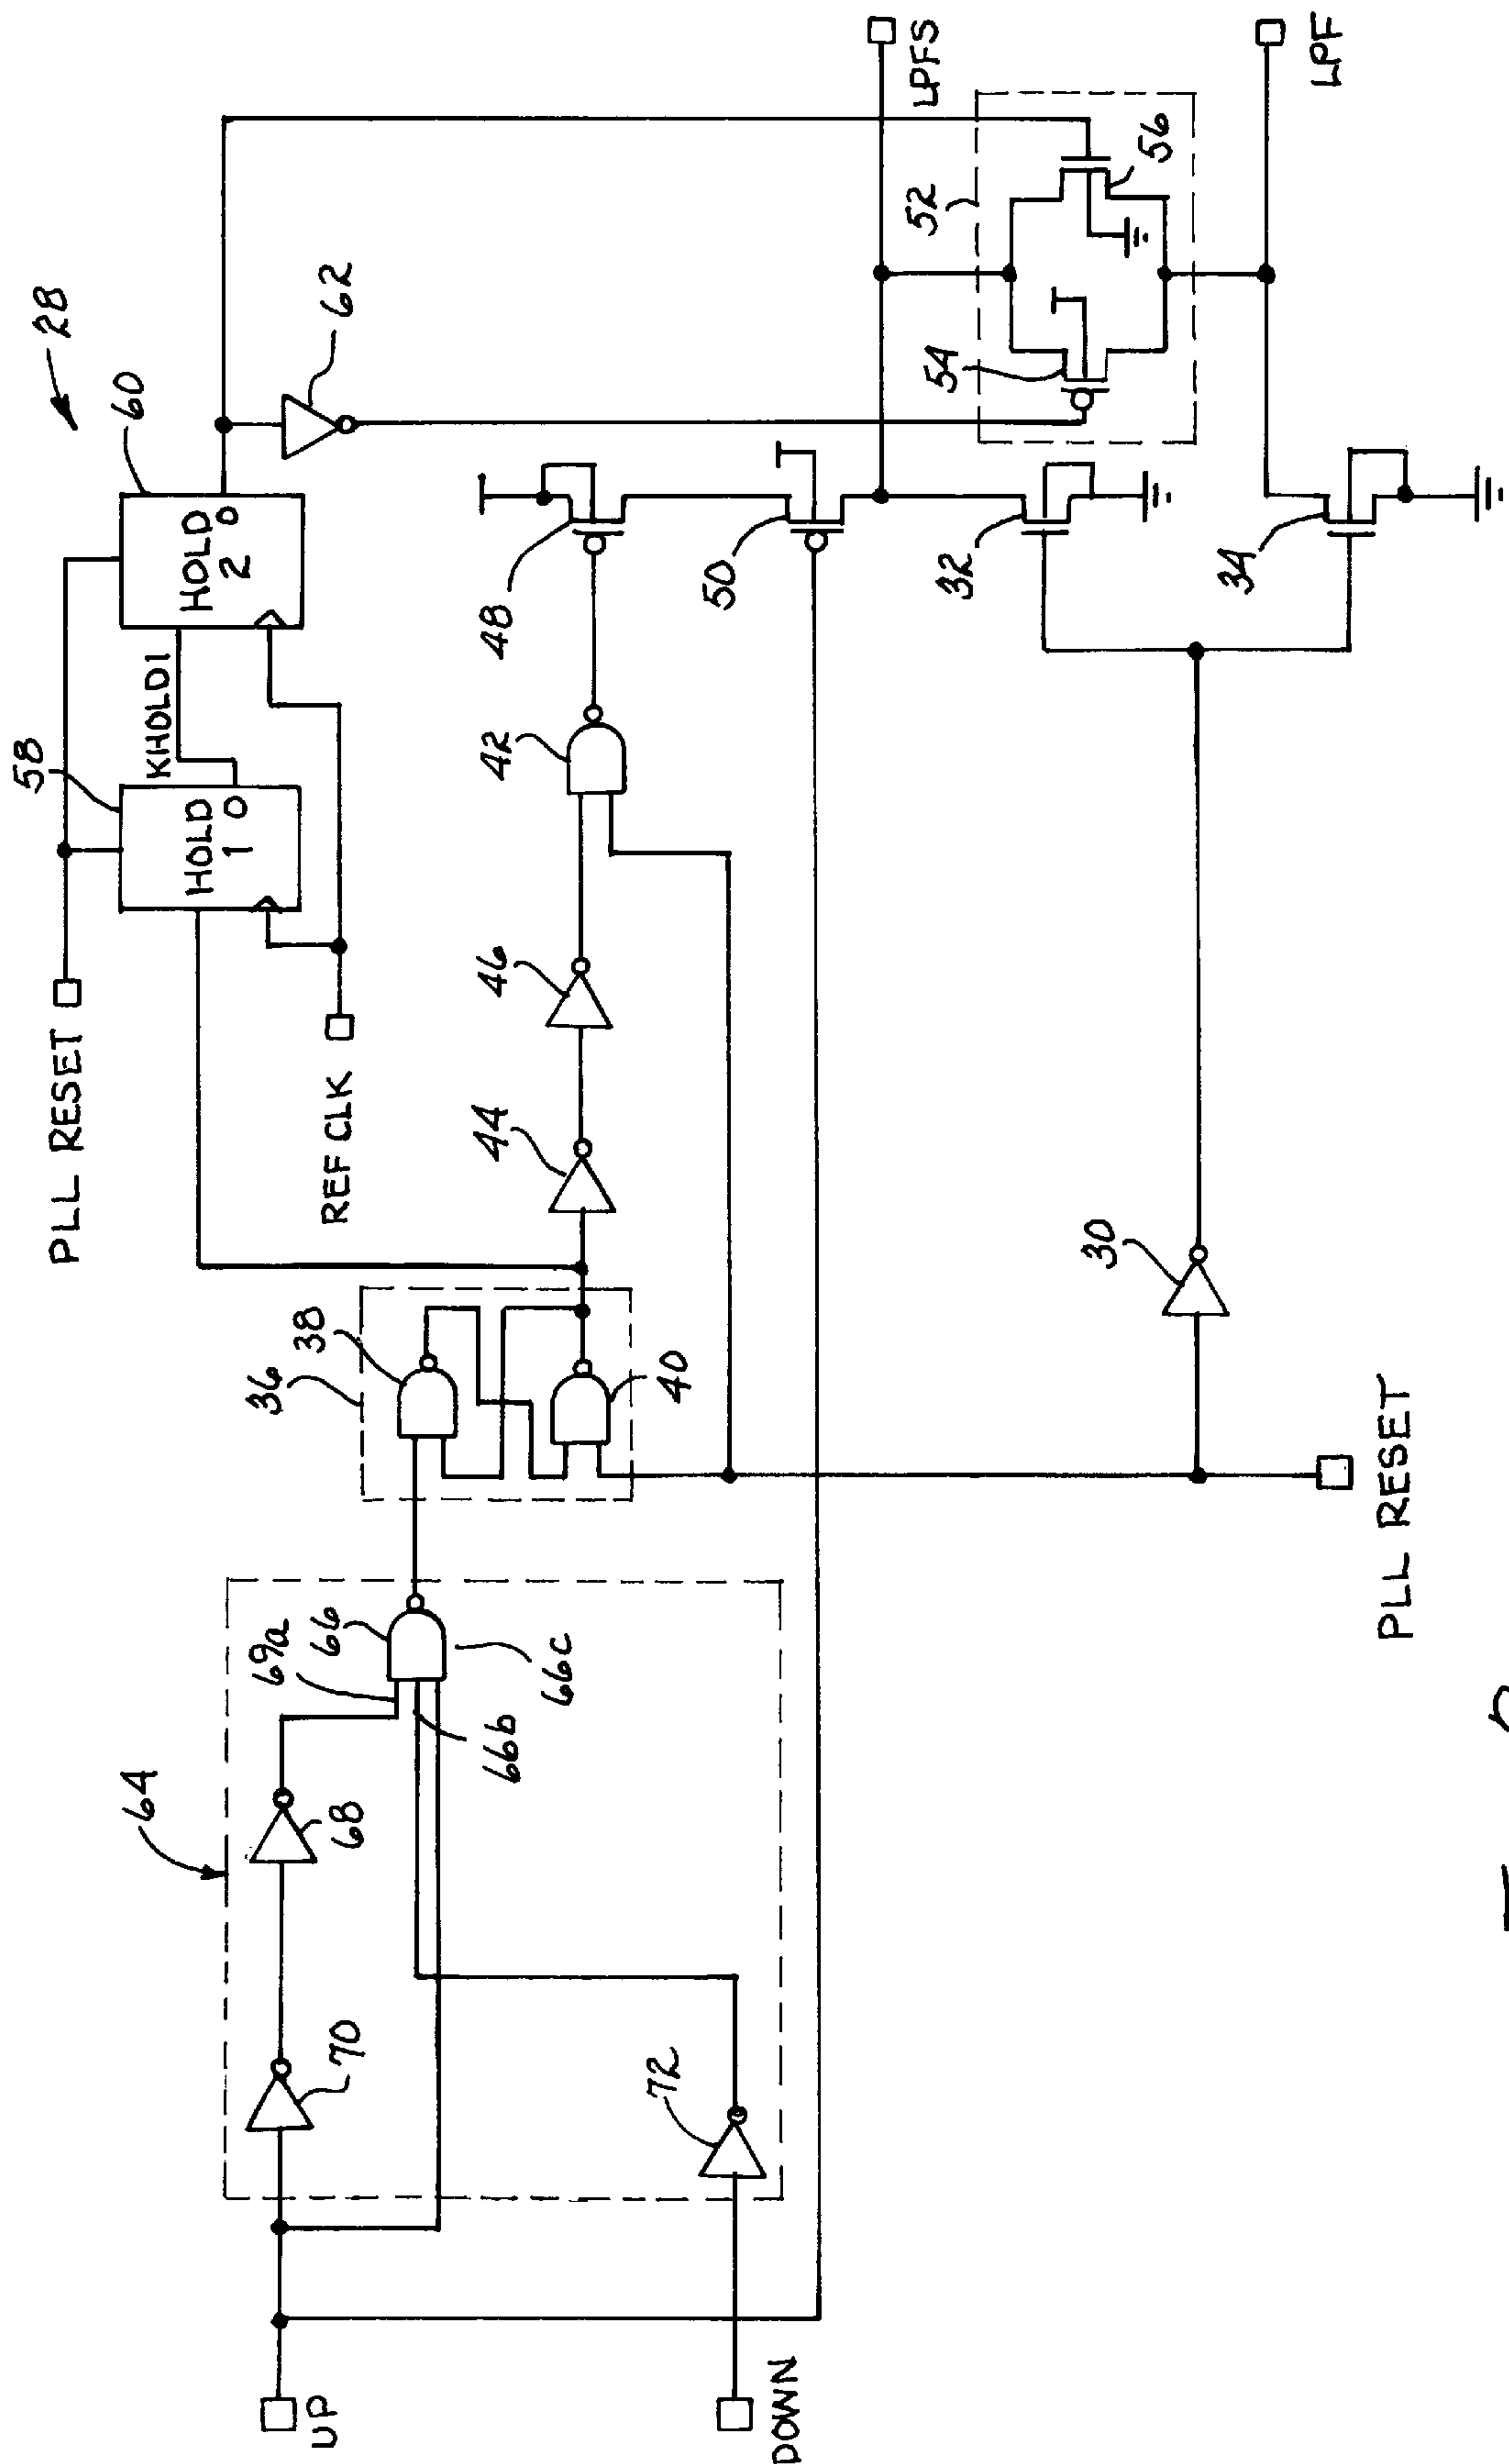 28
PLL RESET
58
HOLD
1 O
KHOLD1
60
HOLD
2 O
REF CLK
62
64
70
68
69a
66
66b
66c
36
38
40
44
46
42
48
50
52
54
56
LPFS
LPF
UP
DOWN
72
30
32
34
PLL RESET